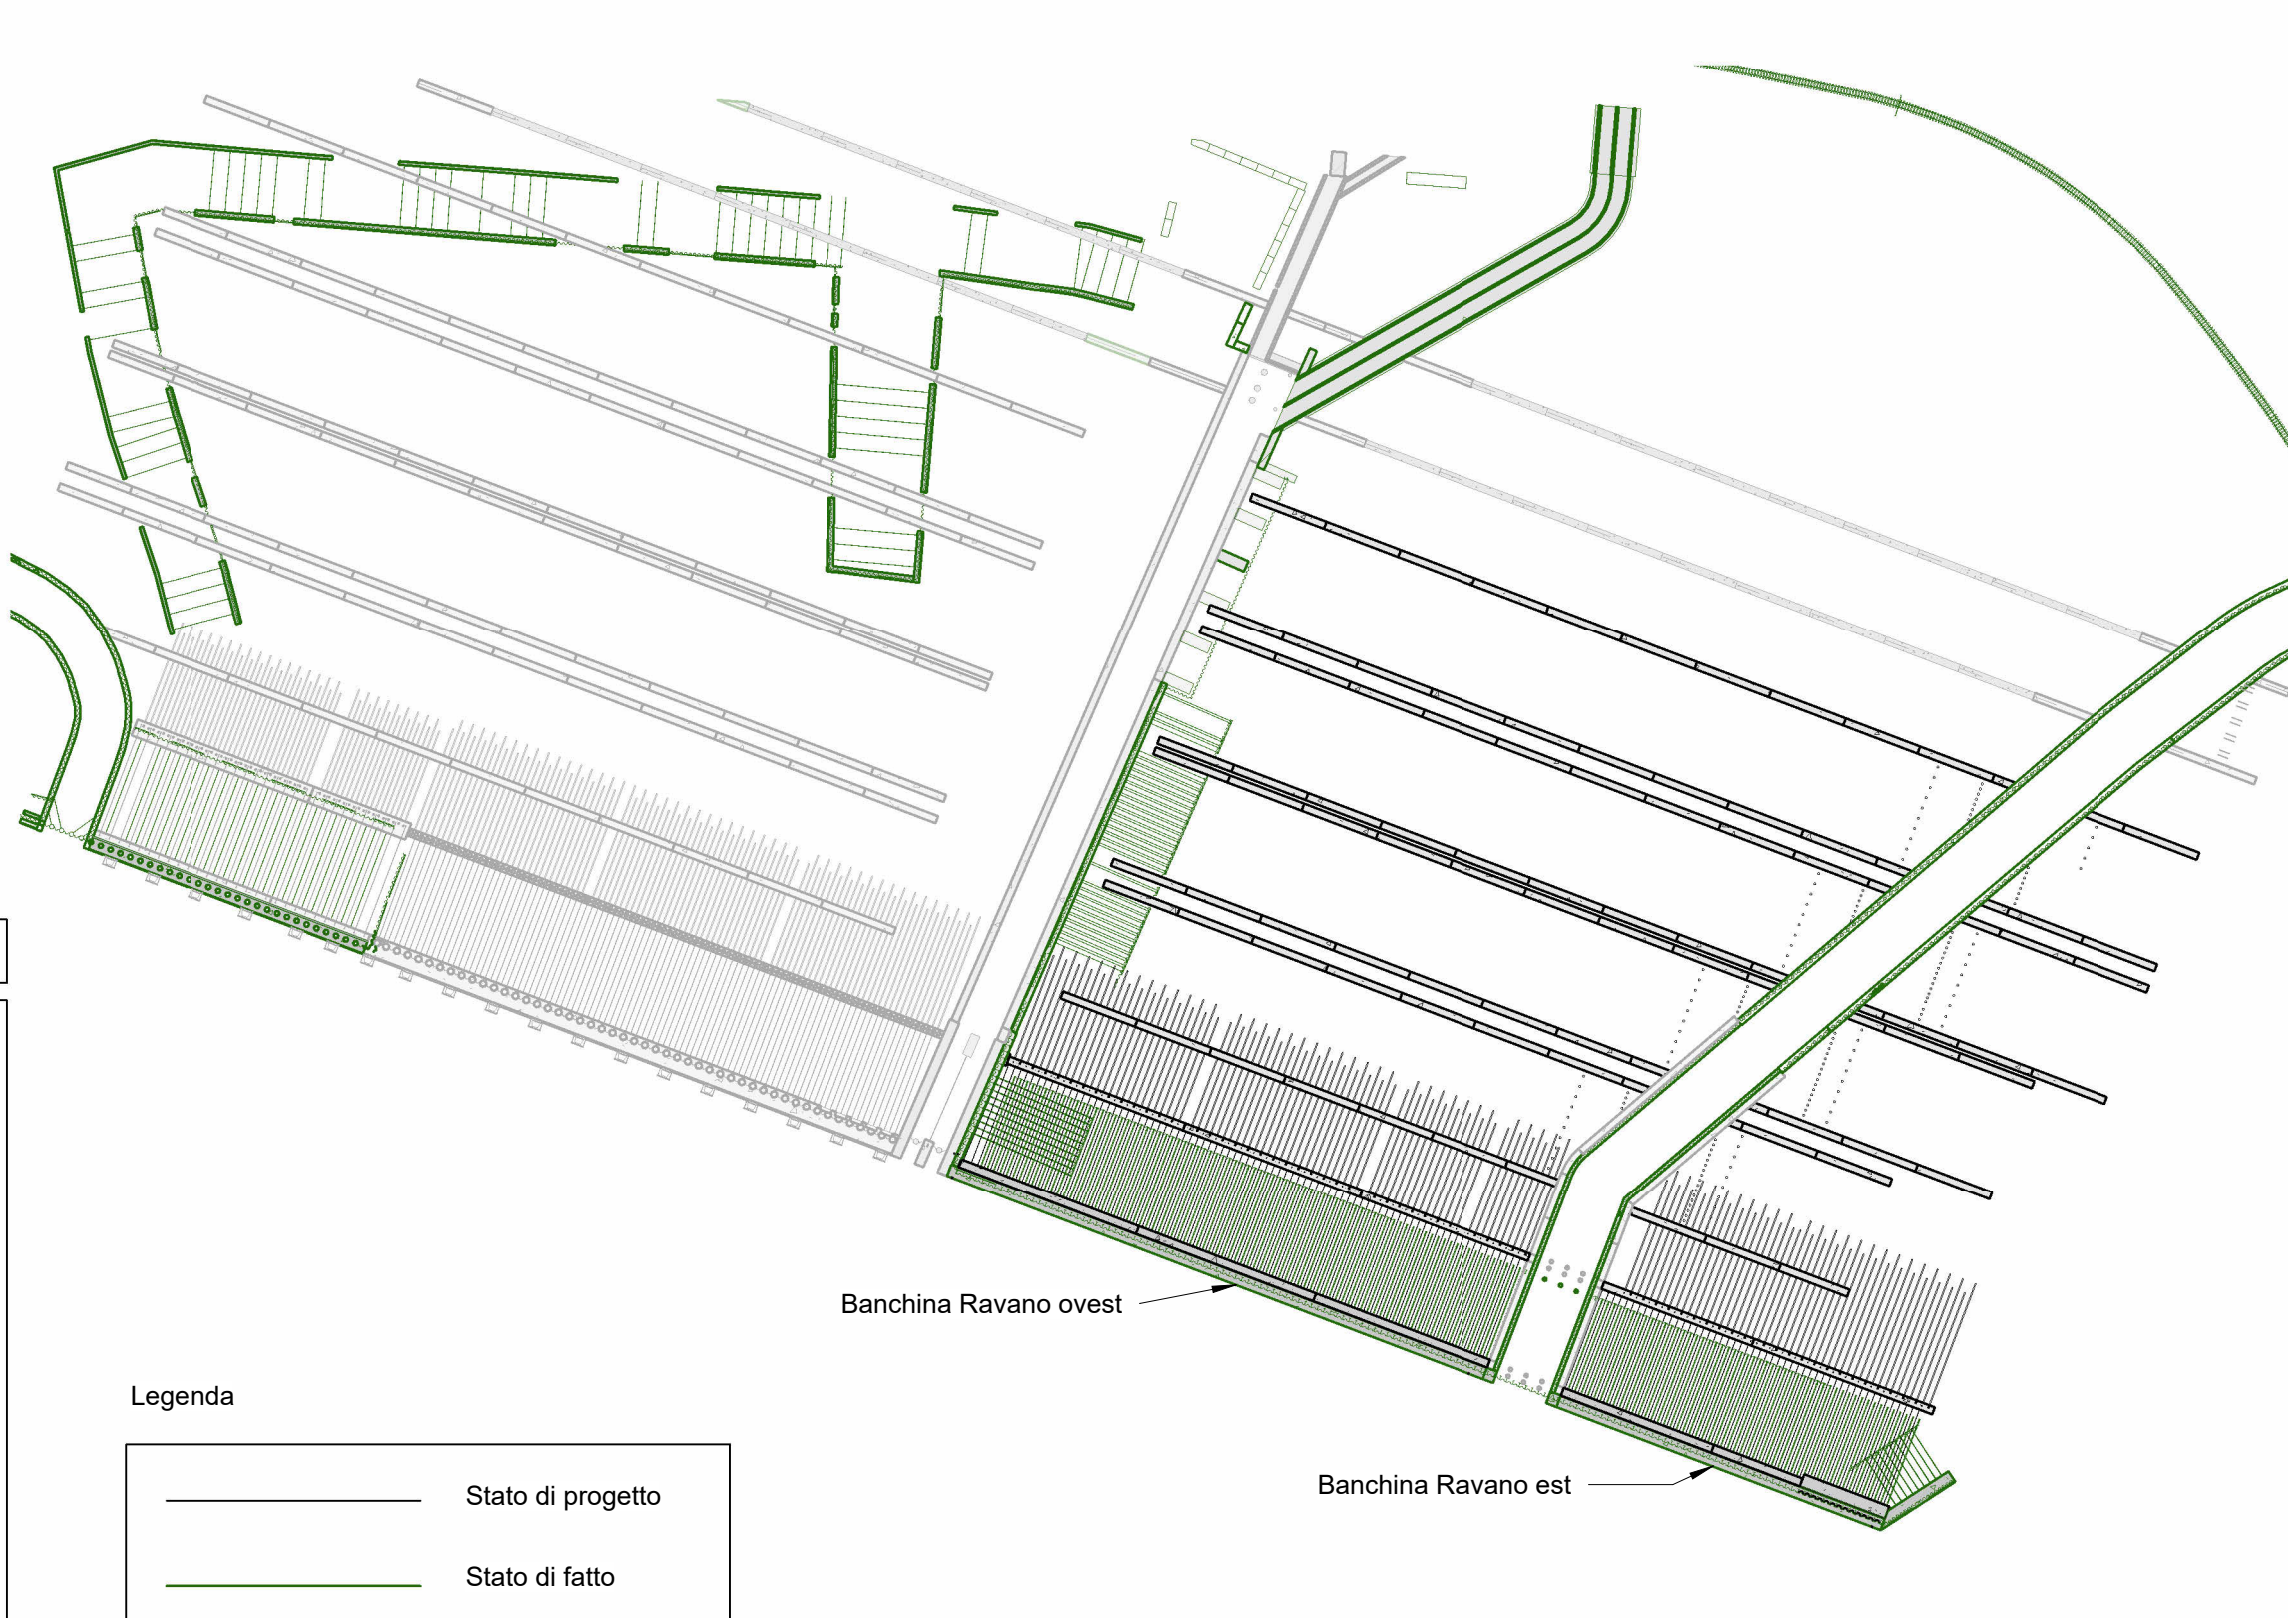 Banchina Ravano ovest
Legenda
Banchina Ravano est
Stato di progetto
Stato di fatto